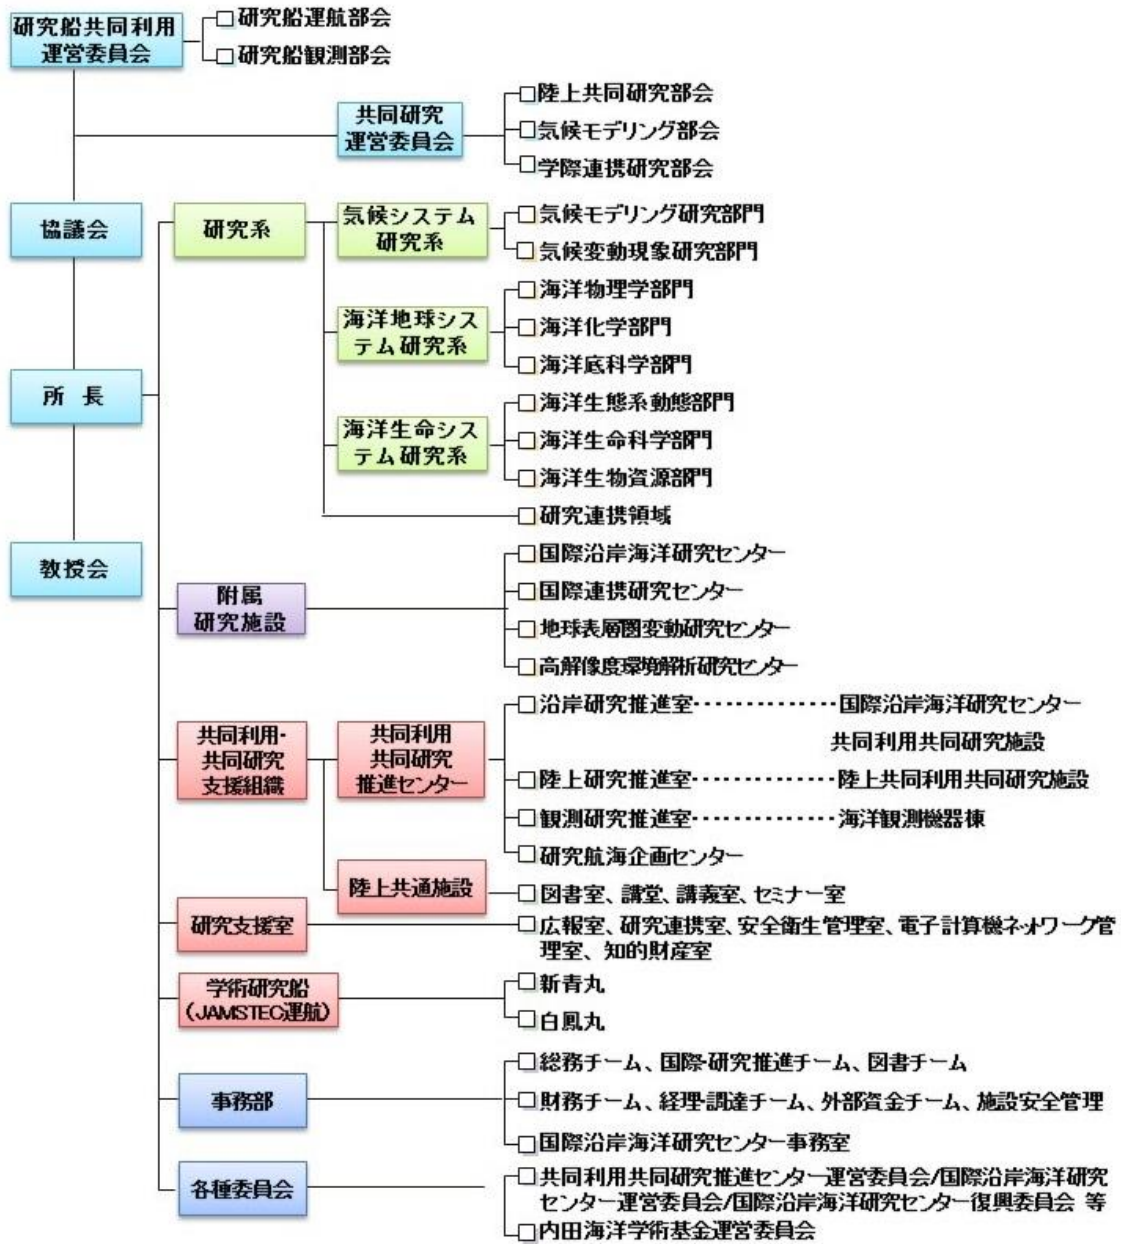 研究船共同利用
運営委員会
研究船運航部会
研究船観測部会
共同研究
運営委員会
陸上共同研究部会
気候モデリング部会
学際連携研究部会
協議会
研究系
気候システム
研究系
気候モデリング研究部門
気候変動現象研究部門
海洋地球シス
テム研究系
海洋物理学部門
海洋化学部門
海洋底科学部門
所 長
海洋生命シス
テム研究系
海洋生態系動態部門
海洋生命科学部門
海洋生物資源部門
研究連携領域
教授会
附属
研究施設
国際沿岸海洋研究センター
国際連携研究センター
地球表層圏変動研究センター
高解像度環境解析研究センター
共同利用・
共同研究
支援組織
共同利用
共同研究
推進センター
沿岸研究推進室・・・・・・・・・・・・・・国際沿岸海洋研究センター
共同利用共同研究施設
陸上研究推進室・・・・・・・・・・・・・・陸上共同利用共同研究施設
観測研究推進室・・・・・・・・・・・・・・海洋観測機器棟
研究航海企画センター
陸上共通施設
図書室、講堂、講義室、セミナー室
研究支援室
広報室、研究連携室、安全衛生管理室、電子計算機ネットワーク管
理室、知的財産室
学術研究船
(JAMSTEC運航)
新青丸
白鳳丸
事務部
総務チーム、国際・研究推進チーム、図書チーム
財務チーム、経理・調達チーム、外部資金チーム、施設安全管理
国際沿岸海洋研究センター事務室
各種委員会
共同利用共同研究推進センター運営委員会/国際沿岸海洋研究
センター運営委員会/国際沿岸海洋研究センター復興委員会 等
内田海洋学術基金運営委員会